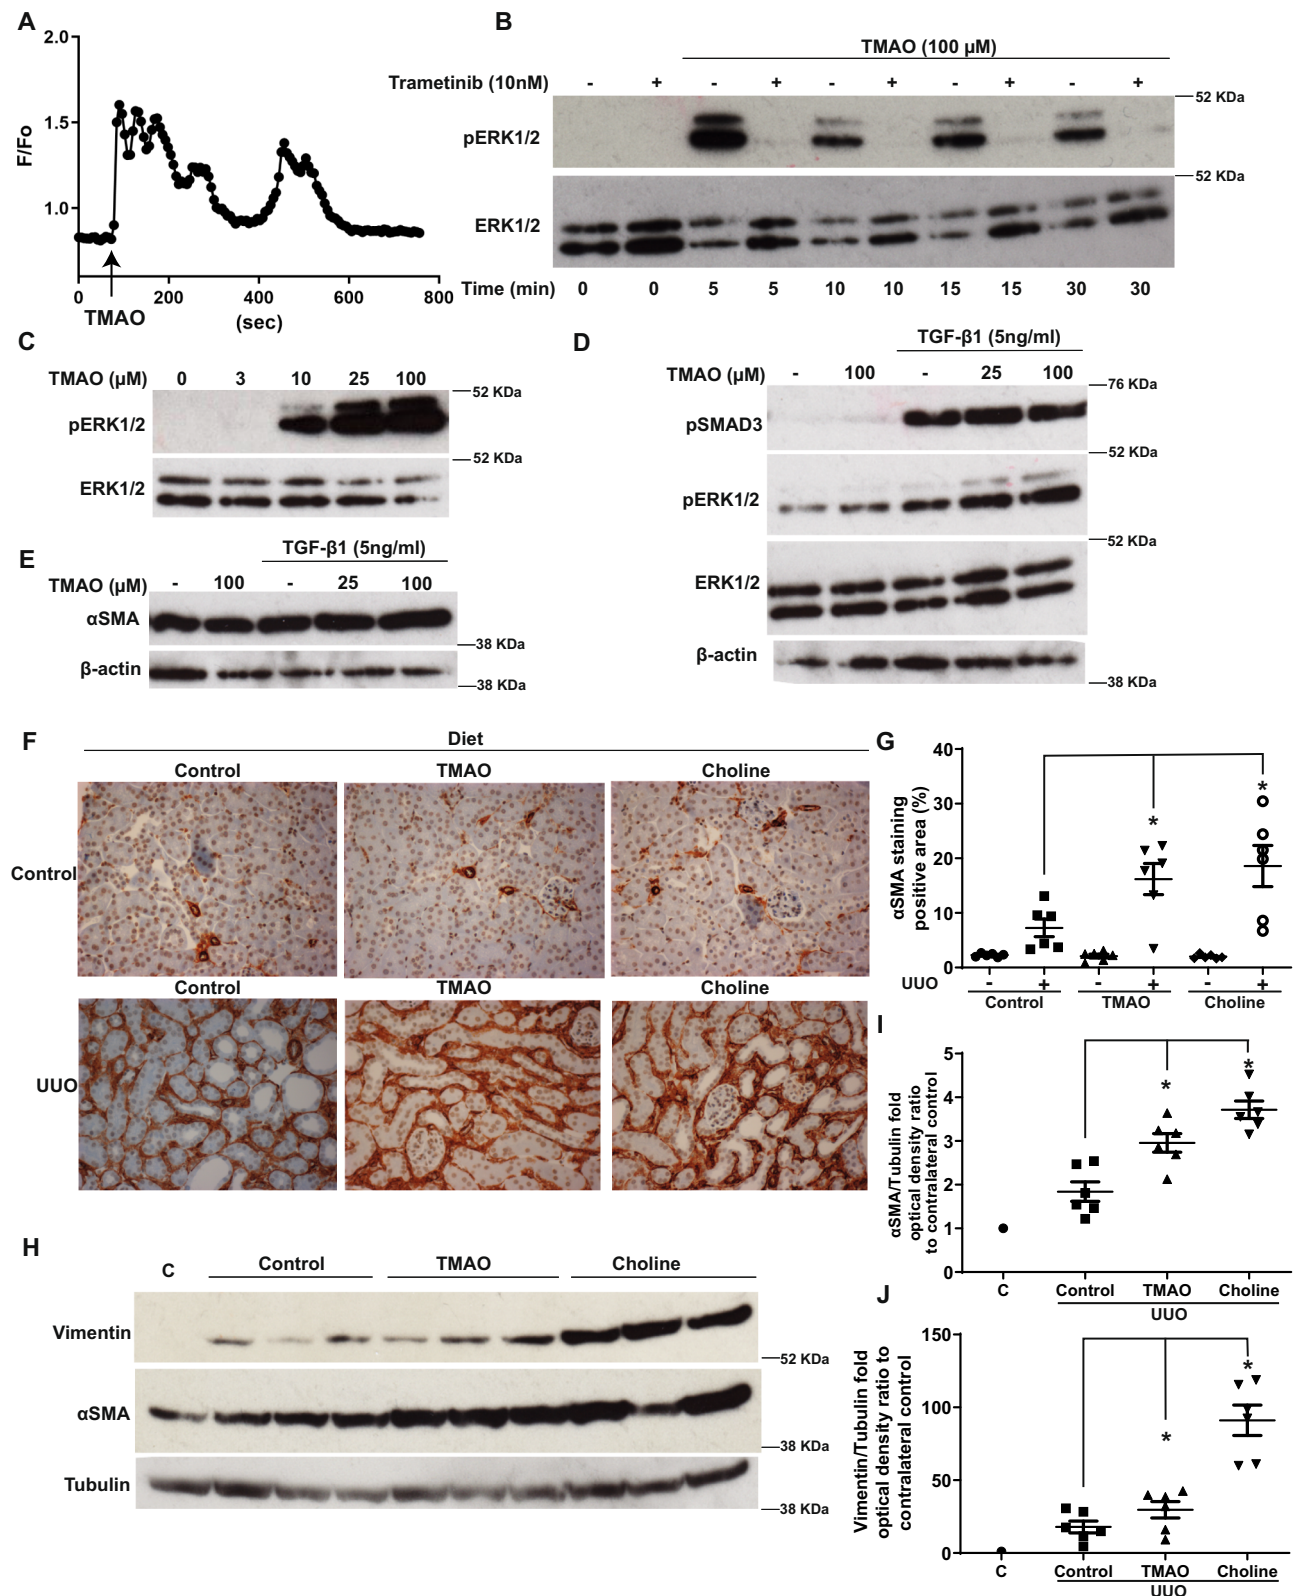 A
2.0
1.5
1.0
F/Fo
0 200 400 600 800
TMAO
(sec)
B
TMAO (100 µM)
Trametinib (10nM) - + - + - + - + - +
52 KDa
pERK1/2
52 KDa
ERK1/2
Time (min) 0 0 5 5 10 10 15 15 30 30
C
TMAO (µM) 0 3 10 25 100
52 KDa
pERK1/2
52 KDa
ERK1/2
D
TGF-β1 (5ng/ml)
TMAO (µM) - 100 - 25 100
76 KDa
pSMAD3
52 KDa
pERK1/2
52 KDa
ERK1/2
β-actin
38 KDa
E
TGF-β1 (5ng/ml)
TMAO (µM) - 100 - 25 100
αSMA
38 KDa
β-actin
38 KDa
F
Diet
Control TMAO Choline
Control
Control TMAO Choline
UUO
G
αSMA staining
positive area (%)
40
30
20
10
0
* *
UUO - + - + - +
Control TMAO Choline
H
C Control TMAO Choline
Vimentin
52 KDa
αSMA
38 KDa
Tubulin
38 KDa
I
αSMA/Tubulin fold
optical density ratio
to contralateral control
5
4
3
2
1
0
* *
C Control TMAO Choline
UUO
J
Vimentin/Tubulin fold
optical density ratio to
contralateral control
150
100
50
0
* *
C Control TMAO Choline
UUO